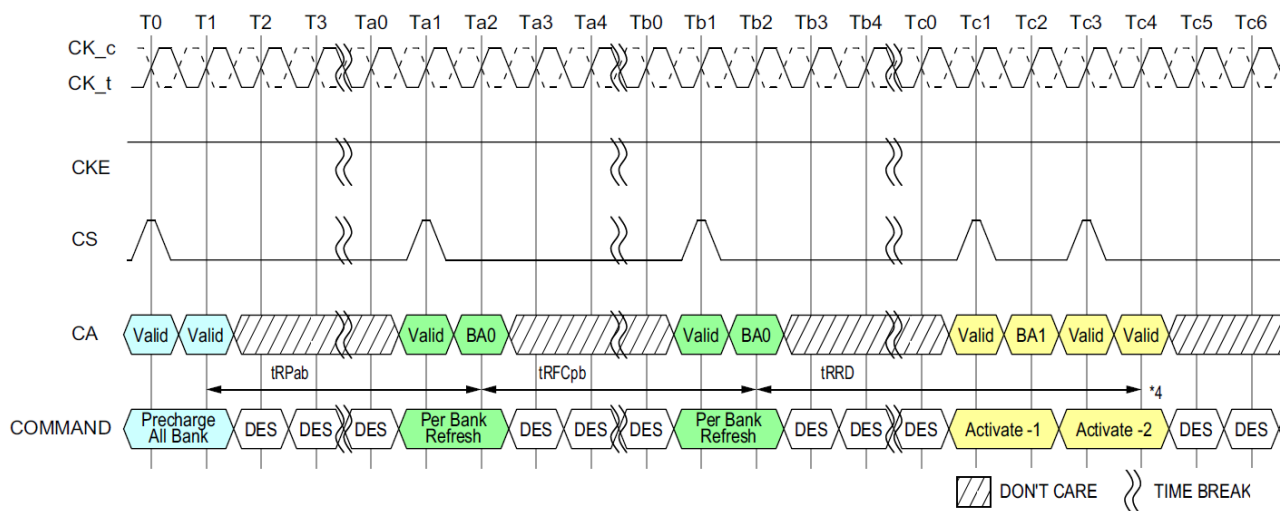 T0 T1 T2 T3 Ta0 Ta1 Ta2 Ta3 Ta4 Tb0 Tb1 Tb2 Tb3 Tb4 Tc0 Tc1 Tc2 Tc3 Tc4 Tc5 Tc6
CK_c
CK_t
CKE
CS
CA Valid Valid Valid BA0 Valid BA0 Valid BA1 Valid Valid
tRPab tRFCpb tRRD *4
COMMAND Precharge All Bank DES DES DES Per Bank Refresh DES DES DES Per Bank Refresh DES DES DES Activate -1 Activate -2 DES DES
DON'T CARE TIME BREAK